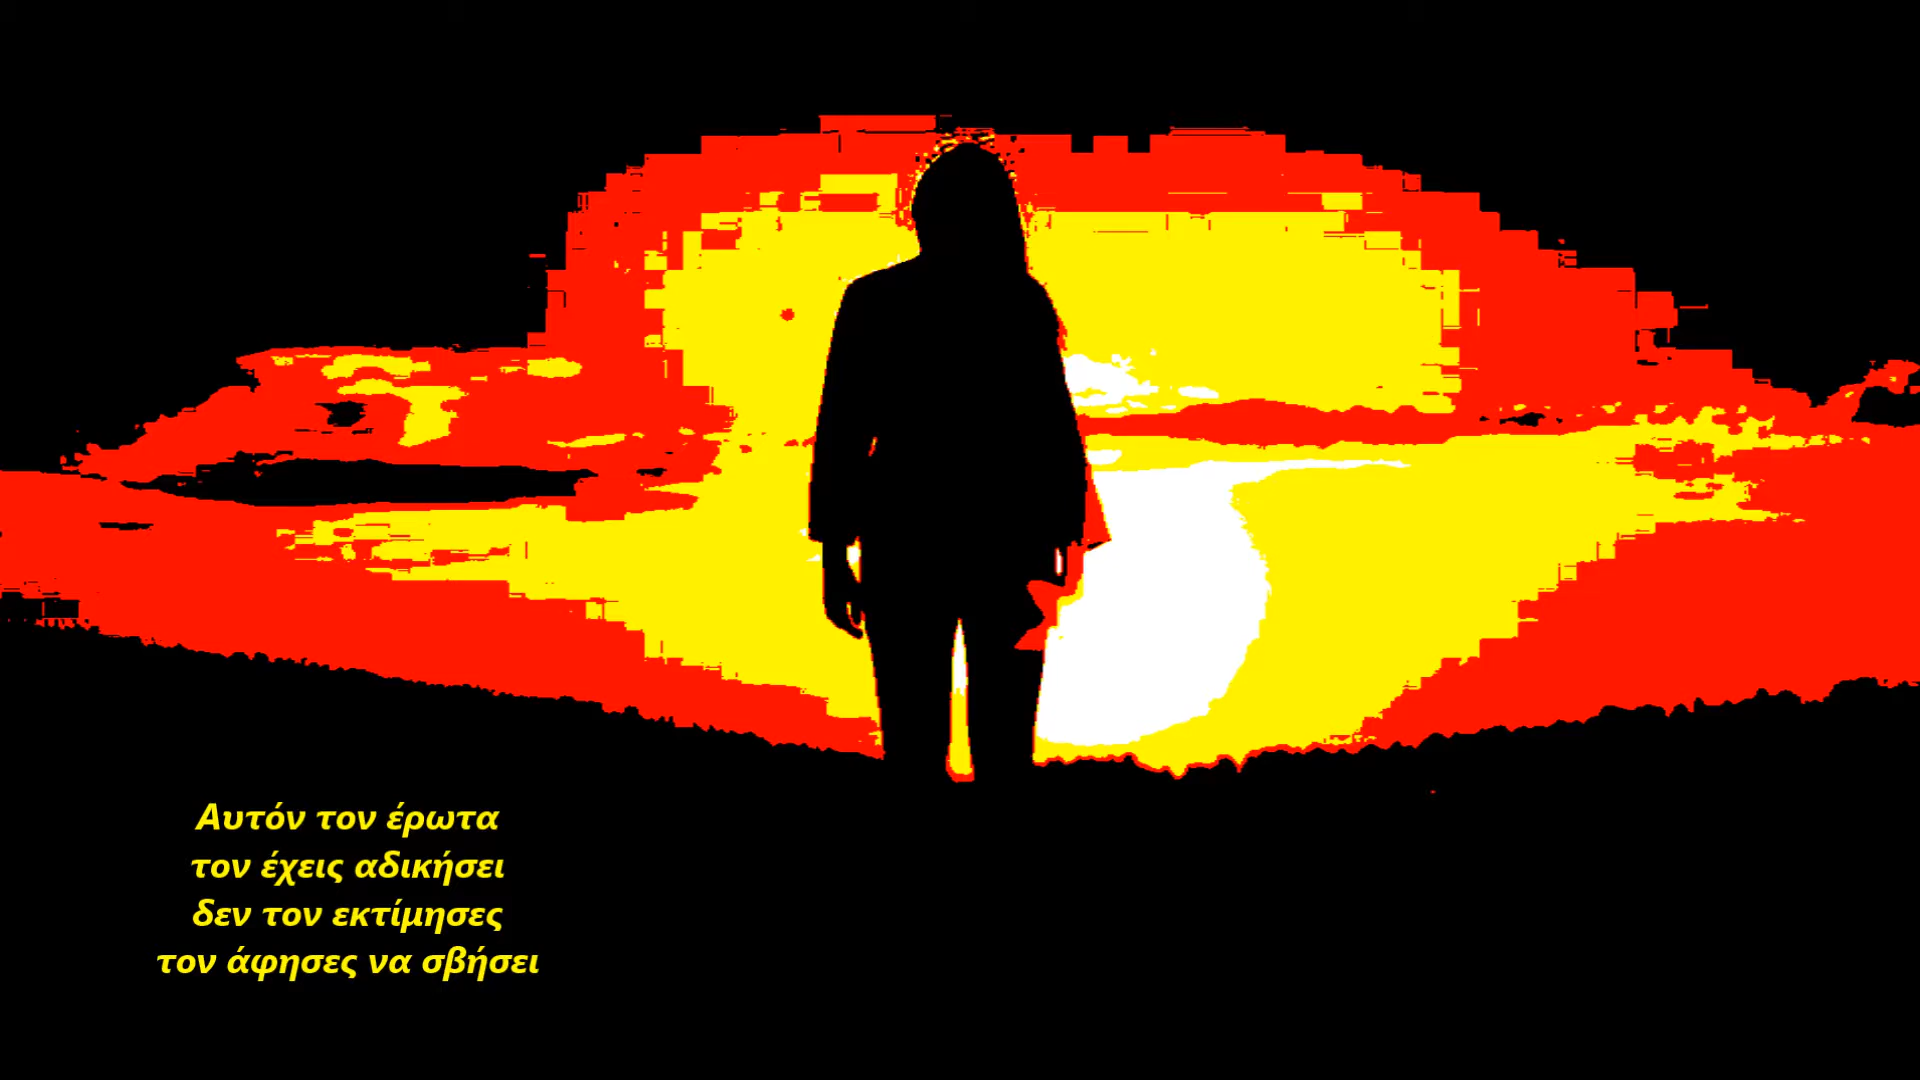 Αυτόν τον έρωτα
τον έχεις αδικήσει
δεν τον εκτίμησες
τον άφησες να σβήσει